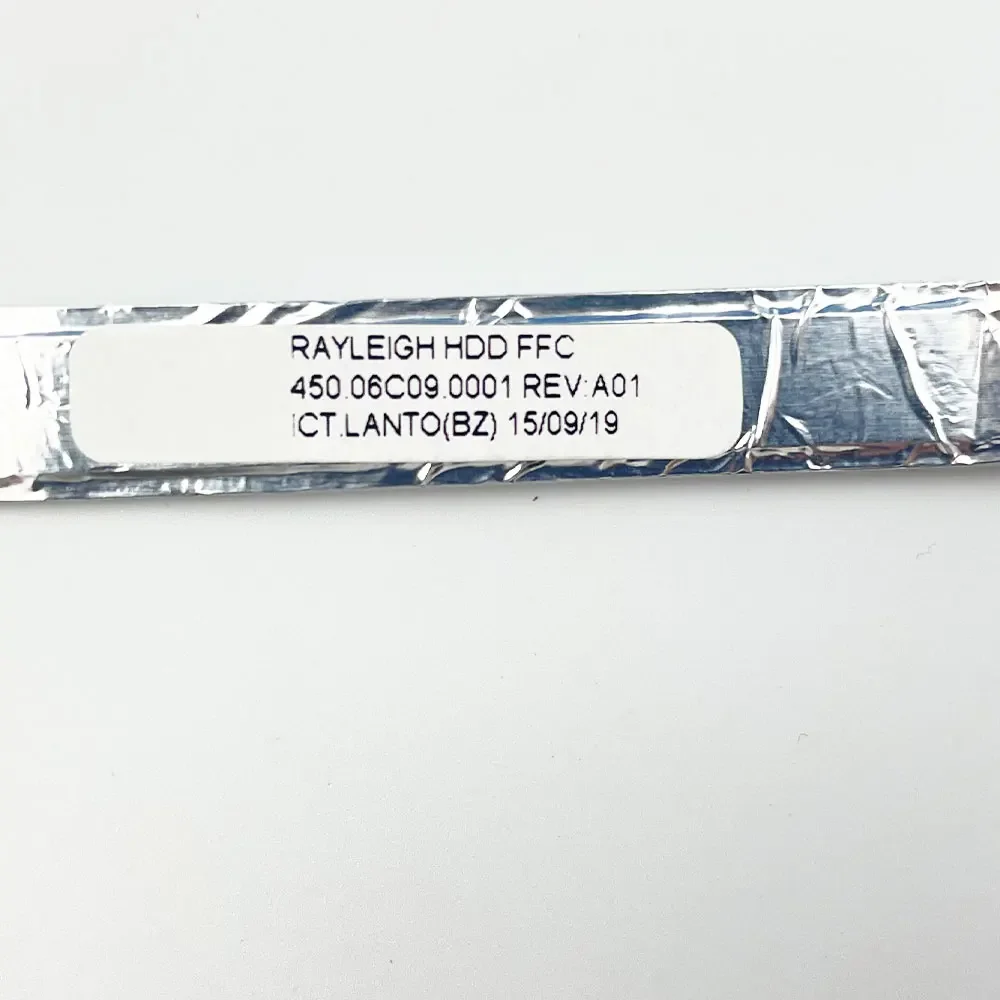 RAYLEIGH HDD FFC
450.06C09.0001 REV:A01
ICT.LANTO(BZ) 15/09/19